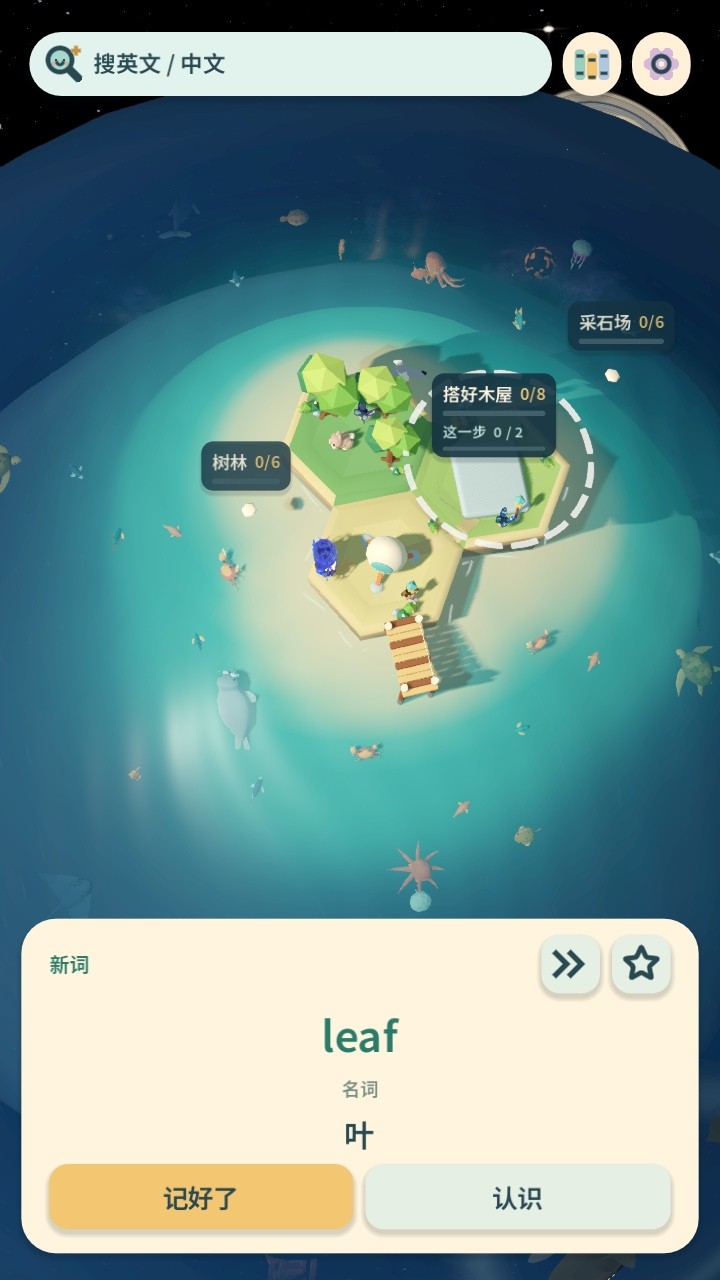 搜英文 / 中文
采石场 0/6
搭好木屋 0/8
这一步 0 / 2
树林 0/6
新词
leaf
名词
叶
记好了
认识